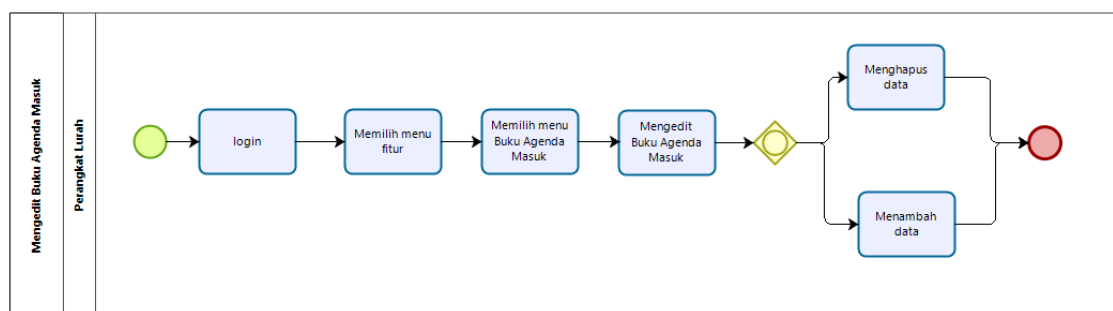 Mengedit Buku Agenda Masuk
Perangkat Lurah
login
Memilih menu
fitur
Memilih menu
Buku Agenda
Masuk
Mengedit
Buku Agenda
Masuk
Menghapus
data
Menambah
data